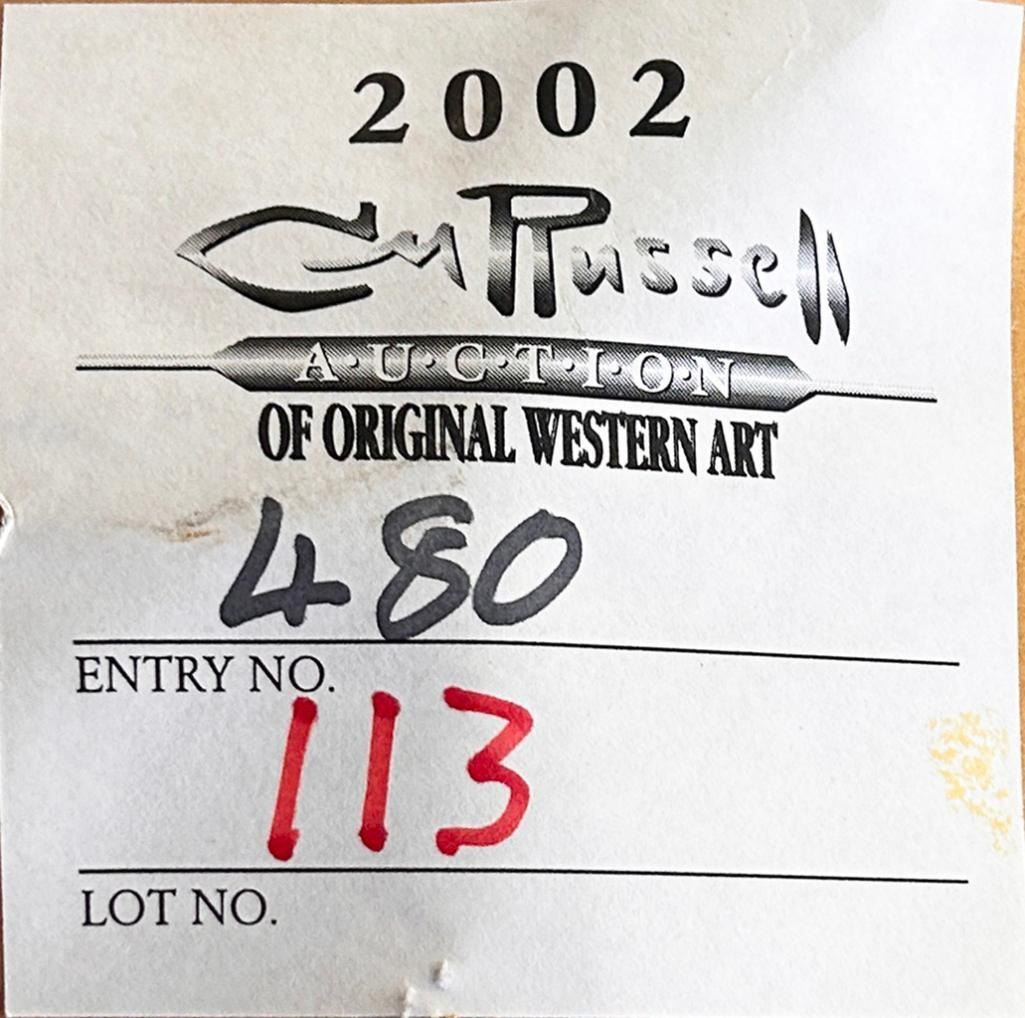 2002
CM Russell
A·U·C·T·I·O·N
OF ORIGINAL WESTERN ART
480
ENTRY NO.
113
LOT NO.